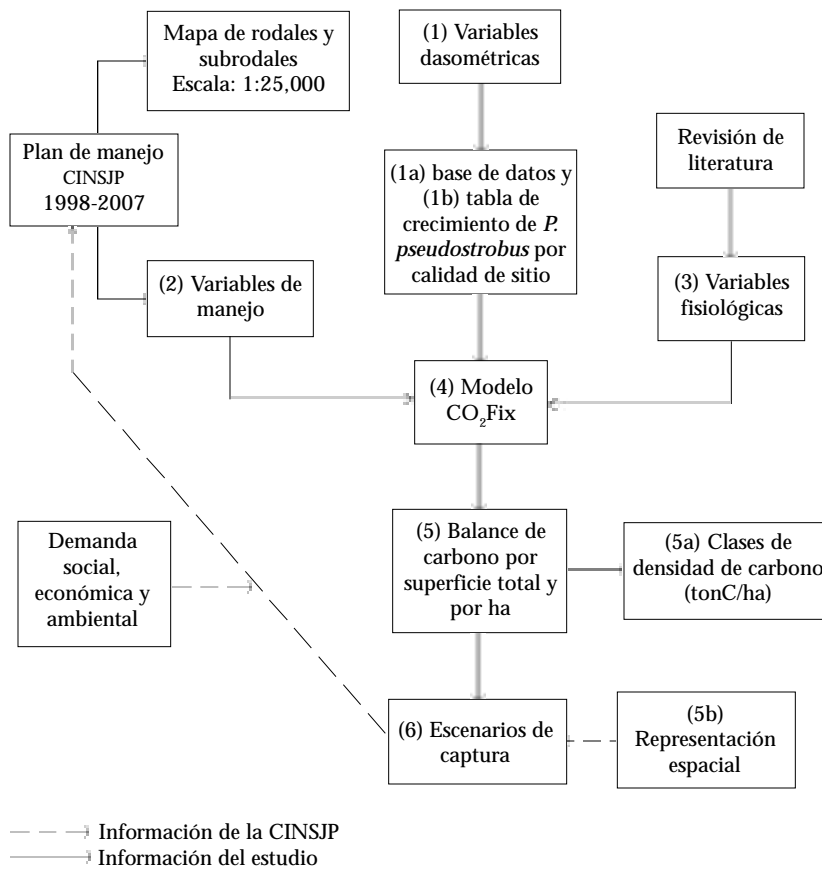 Mapa de rodales y
subrodales
Escala: 1:25,000
(1) Variables
dasométricas
Plan de manejo
CINSJP
1998-2007
(1a) base de datos y
(1b) tabla de
crecimiento de P.
pseudostrobus por
calidad de sitio
Revisión de
literatura
(2) Variables de
manejo
(3) Variables
fisiológicas
(4) Modelo
CO₂Fix
Demanda
social,
económica y
ambiental
(5) Balance de
carbono por
superficie total y
por ha
(5a) Clases de
densidad de carbono
(tonC/ha)
(6) Escenarios de
captura
(5b)
Representación
espacial
Información de la CINSJP
Información del estudio